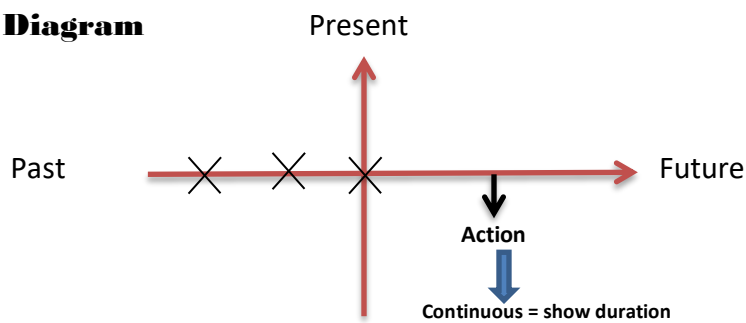 Diagram
Present
Past
Future
Action
Continuous = show duration